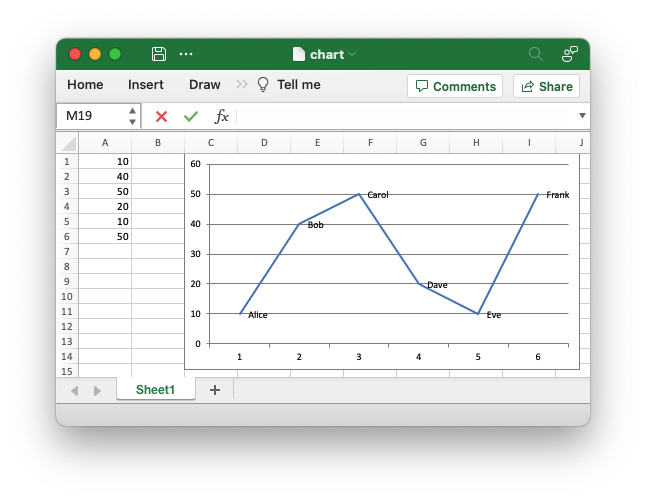 chart
Home Insert Draw Tell me Comments Share
M19 fx
A B C D E F G H I J
1 10
2 40
3 50
4 20
5 10
6 50
7
8
9
10
11
12
13
14
15
60
50 Carol Frank
40 Bob
30
20 Dave
10 Alice Eve
0
1 2 3 4 5 6
Sheet1